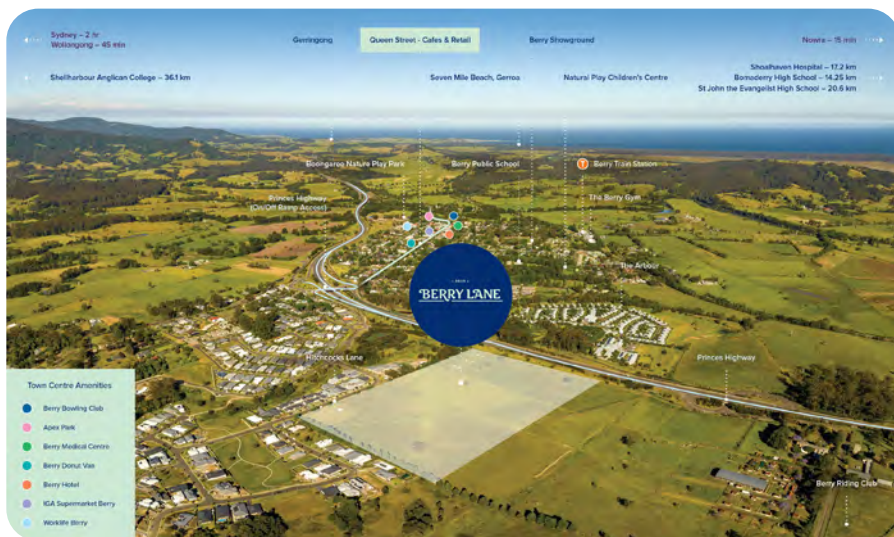 Sydney – 2 hr
Wollongong – 45 min
Gerringong
Queen Street - Cafes & Retail
Berry Showground
Nowra – 15 min
Shellharbour Anglican College – 36.1 km
Seven Mile Beach, Gerroa
Natural Play Children's Centre
Shoalhaven Hospital – 17.2 km
Bomaderry High School – 14.25 km
St John the Evangelist High School – 20.6 km
Boongaree Nature Play Park
Berry Public School
T
Berry Train Station
Princes Highway
(On/Off Ramp Access)
The Berry Gym
The Arbour
BERRY LANE
Huntingdale
Princes Highway
Town Centre Amenities
Berry Bowling Club
Apex Park
Berry Medical Centre
Berry Donut Van
Berry Hotel
IGA Supermarket Berry
Worklife Berry
Berry Riding Club